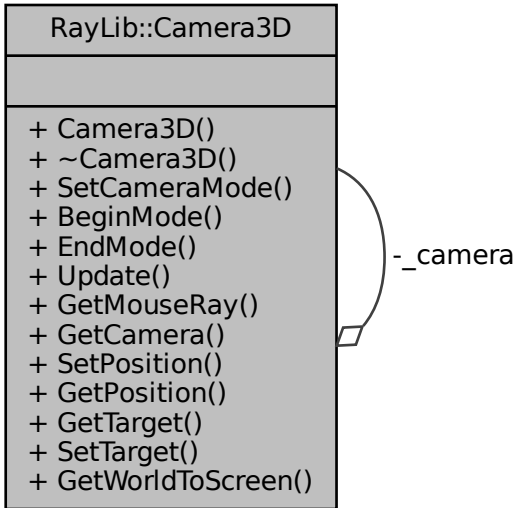 RayLib::Camera3D
+ Camera3D()
+ ~Camera3D()
+ SetCameraMode()
+ BeginMode()
+ EndMode()
+ Update()
+ GetMouseRay()
+ GetCamera()
+ SetPosition()
+ GetPosition()
+ GetTarget()
+ SetTarget()
+ GetWorldToScreen()
-_camera